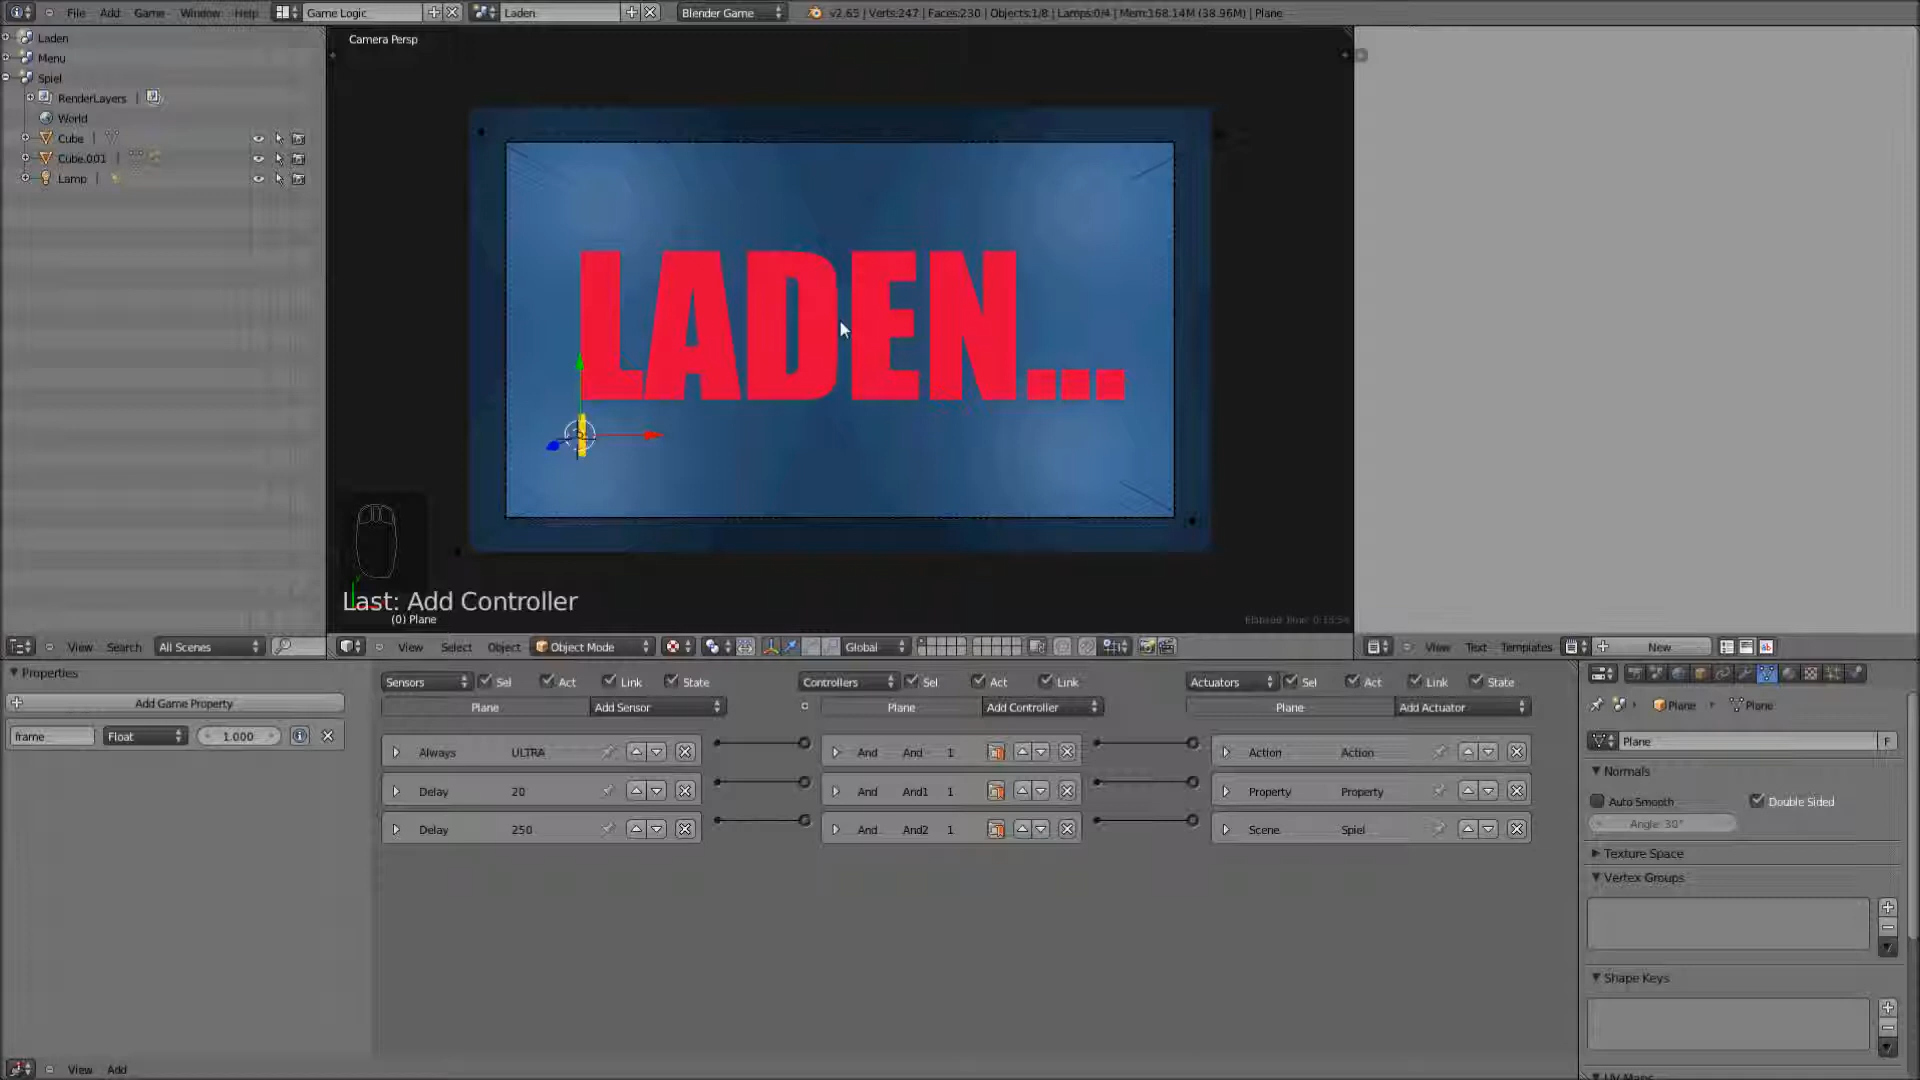 File Add Game Window Help Game Logic Laden Blender Game v2.65 | Verts:247 | Faces:230 | Objects:1/8 | Lamps:0/4 | Mem:168.14M (38.96M) | Plane
Laden
Menu
Spiel
RenderLayers |
World
Cube |
Cube.001 |
Lamp |
Camera Persp
LADEN...
Last: Add Controller
(0) Plane
View Search All Scenes
View Select Object Object Mode Global
View Text Templates New
Properties
Add Game Property
frame Float 1.000
Sensors Sel Act Link State
Plane Add Sensor
Always ULTRA
Delay 20
Delay 250
Controllers Sel Act Link
Plane Add Controller
And And 1
And And1 1
And And2 1
Actuators Sel Act Link State
Plane Add Actuator
Action Action
Property Property
Scene Spiel
Plane Plane
Plane F
Normals
Auto Smooth Double Sided
Angle: 30°
Texture Space
Vertex Groups
Shape Keys
UV Maps
View Add